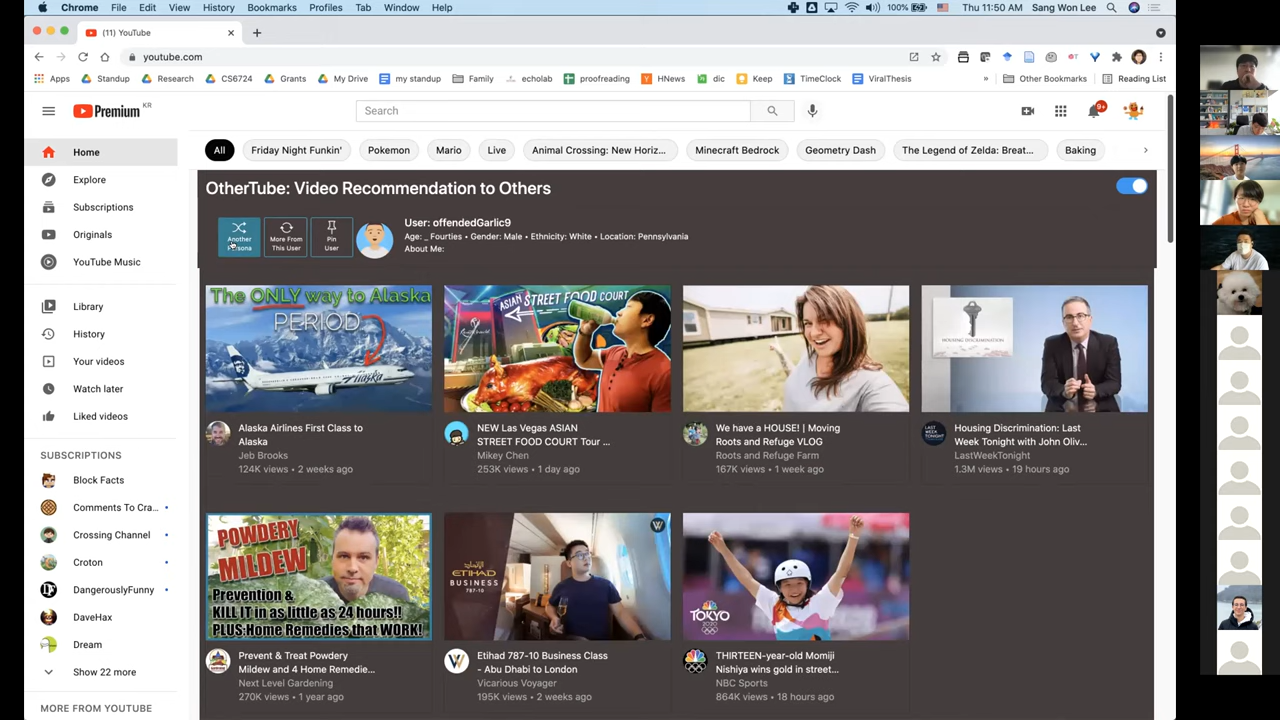 Chrome File Edit View History Bookmarks Profiles Tab Window Help
100% Thu 11:50 AM Sang Won Lee
(11) YouTube
youtube.com
Apps Standup Research CS6724 Grants My Drive my standup Family echolab proofreading HNews dic Keep TimeClock ViralThesis » Other Bookmarks Reading List
Premium KR
Search
9+
Home
Explore
Subscriptions
Originals
YouTube Music
Library
History
Your videos
Watch later
Liked videos
SUBSCRIPTIONS
Block Facts
Comments To Cra...
Crossing Channel
Croton
DangerouslyFunny
DaveHax
Dream
Show 22 more
MORE FROM YOUTUBE
All Friday Night Funkin' Pokemon Mario Live Animal Crossing: New Horiz... Minecraft Bedrock Geometry Dash The Legend of Zelda: Breat... Baking
OtherTube: Video Recommendation to Others
Another Persona
More From This User
Pin User
User: offendedGarlic9
Age: _ Fourties • Gender: Male • Ethnicity: White • Location: Pennsylvania
About Me:
The ONLY way to Alaska
PERIOD
Alaska
ASIAN STREET FOOD COURT
HOUSING DISCRIMINATION
Alaska Airlines First Class to
Alaska
Jeb Brooks
124K views • 2 weeks ago
NEW Las Vegas ASIAN
STREET FOOD COURT Tour ...
Mikey Chen
253K views • 1 day ago
We have a HOUSE! | Moving
Roots and Refuge VLOG
Roots and Refuge Farm
167K views • 1 week ago
LAST WEEK TONIGHT
Housing Discrimination: Last
Week Tonight with John Oliv...
LastWeekTonight
1.3M views • 19 hours ago
POWDERY
MILDEW
Prevention &
KILL IT in as little as 24 hours!!
PLUS:Home Remedies that WORK!
ETIHAD
BUSINESS
787-10
W
NBC
TOKYO
2020
Prevent & Treat Powdery
Mildew and 4 Home Remedie...
Next Level Gardening
270K views • 1 year ago
Etihad 787-10 Business Class
- Abu Dhabi to London
Vicarious Voyager
195K views • 2 weeks ago
THIRTEEN-year-old Momiji
Nishiya wins gold in street...
NBC Sports
864K views • 18 hours ago